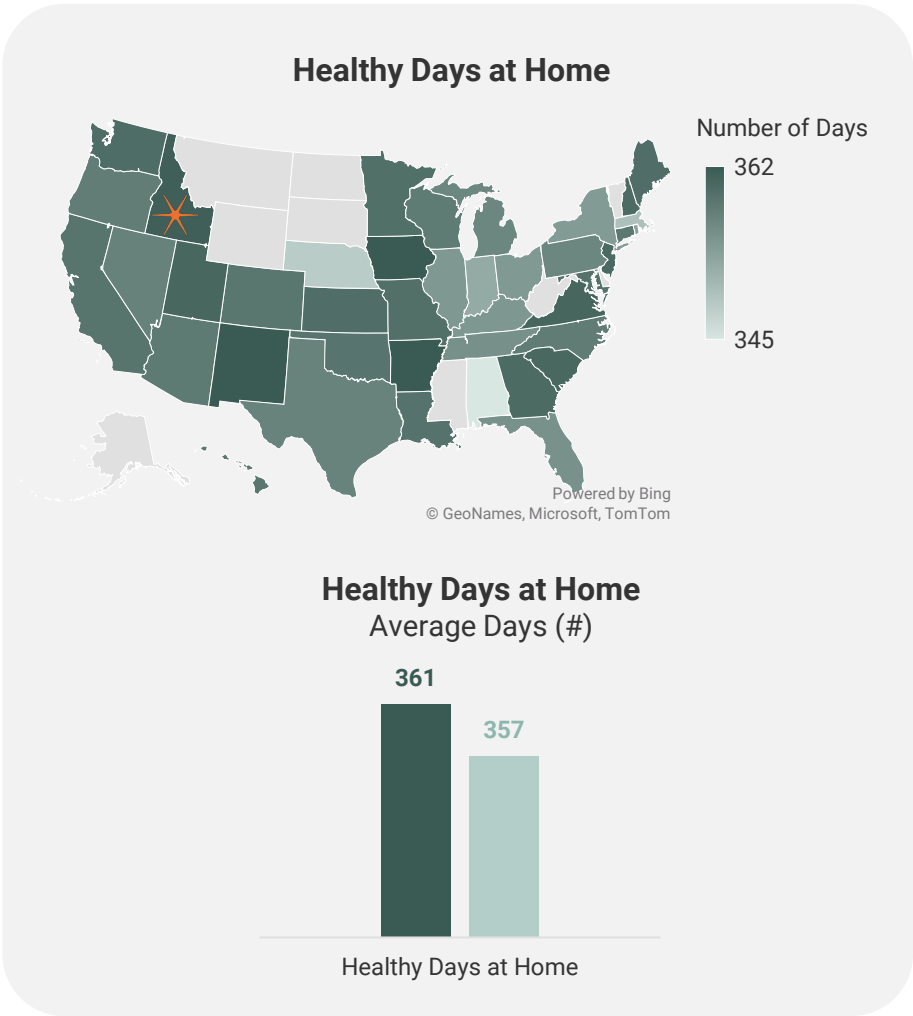 Healthy Days at Home
Number of Days
362
345
Powered by Bing
© GeoNames, Microsoft, TomTom
Healthy Days at Home
Average Days (#)
361
357
Healthy Days at Home